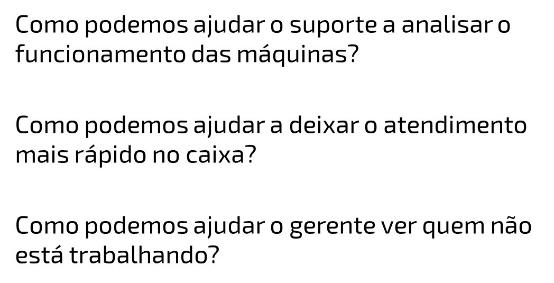 Como podemos ajudar o suporte a analisar o
funcionamento das máquinas?
Como podemos ajudar a deixar o atendimento
mais rápido no caixa?
Como podemos ajudar o gerente ver quem não
está trabalhando?